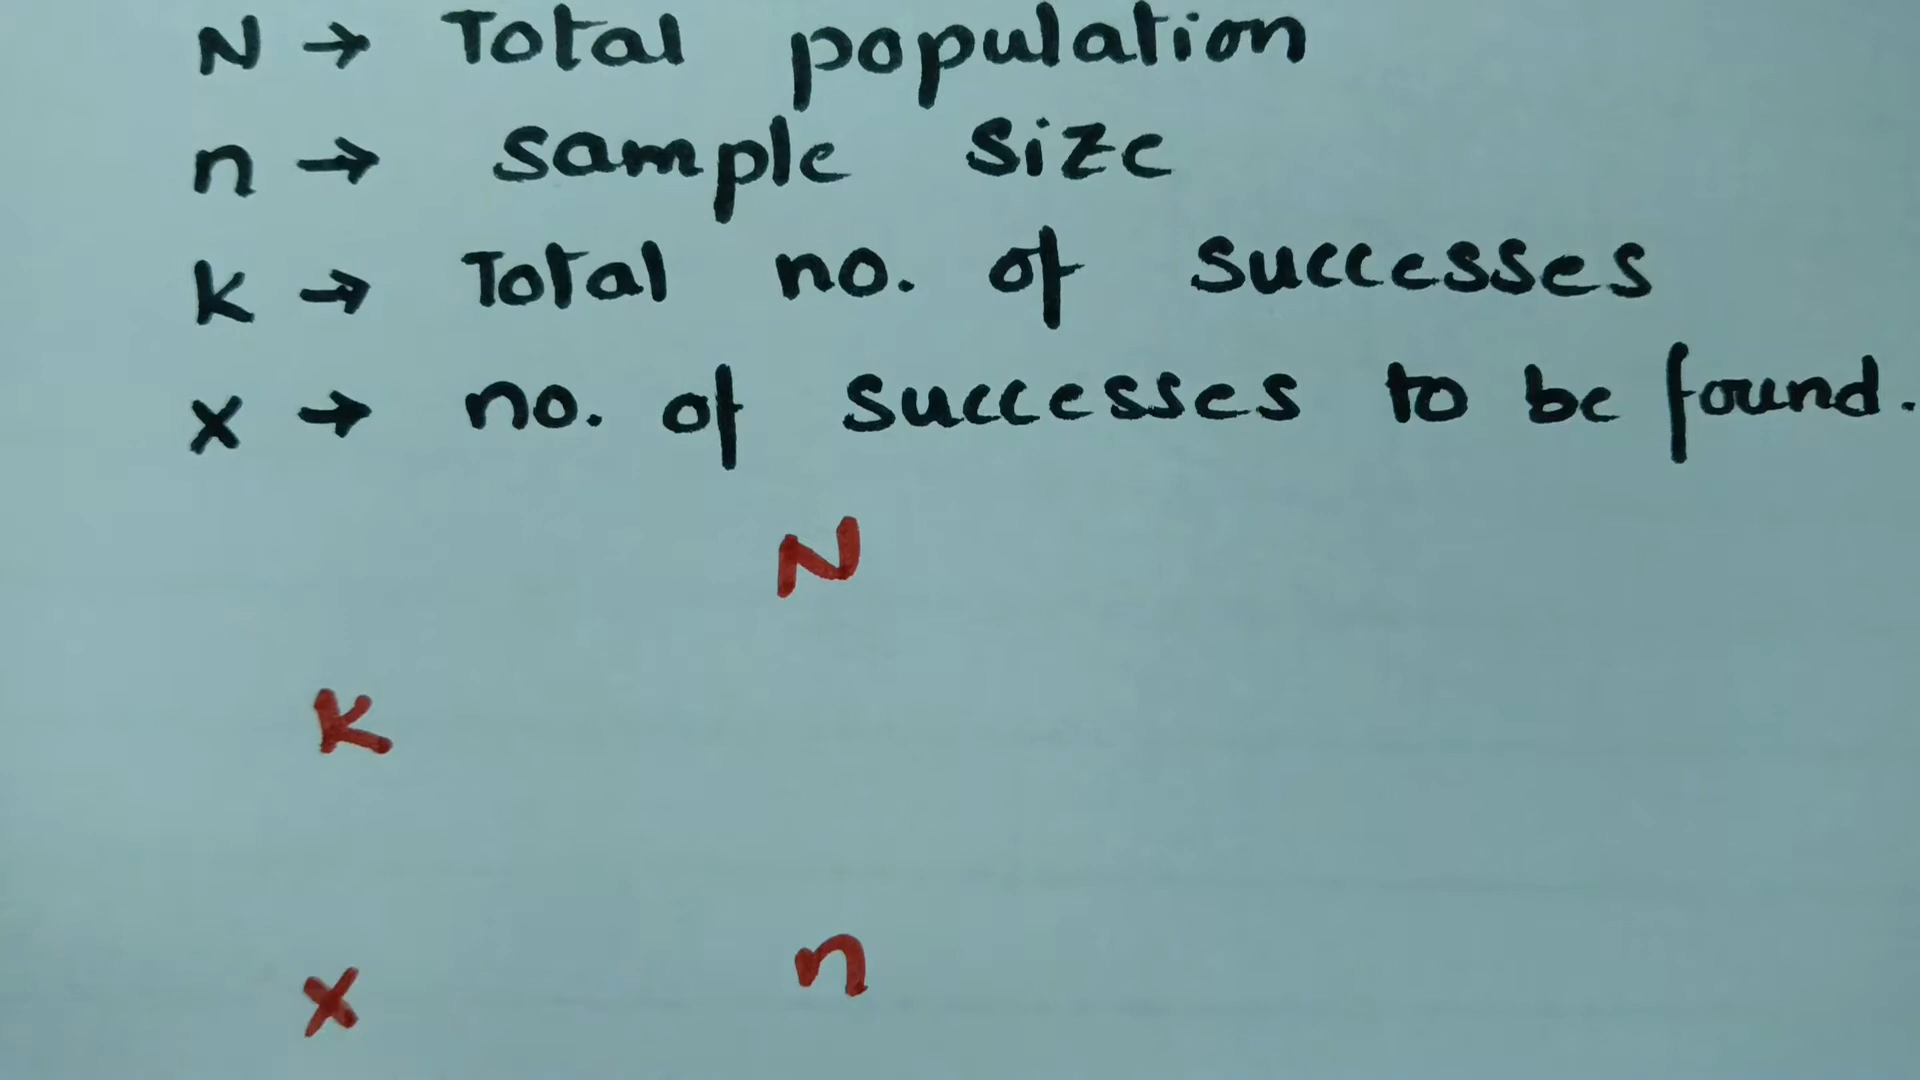 N → Total population
n → sample size
k → Total no. of successes
x → no. of successes to be found.
N
K
n
x